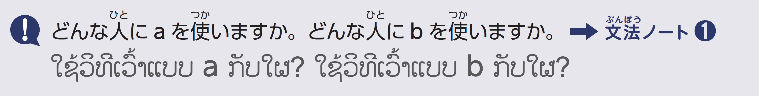 どんな人にaを使いますか。どんな人にbを使いますか。➡文法ノート❶
ໃຊ້ວິທີເວົ້າແບບ a ກັບໃຜ? ໃຊ້ວິທີເວົ້າແບບ b ກັບໃຜ?